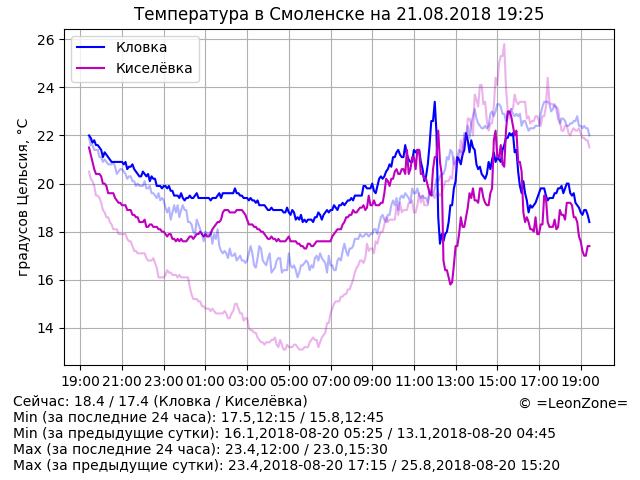 Температура в Смоленске на 21.08.2018 19:25
Кловка
Киселёвка
градусов Цельсия, °C
26
24
22
20
18
16
14
19:00 21:00 23:00 01:00 03:00 05:00 07:00 09:00 11:00 13:00 15:00 17:00 19:00
Сейчас: 18.4 / 17.4 (Кловка / Киселёвка)
© =LeonZone=
Min (за последние 24 часа): 17.5,12:15 / 15.8,12:45
Min (за предыдущие сутки): 16.1,2018-08-20 05:25 / 13.1,2018-08-20 04:45
Max (за последние 24 часа): 23.4,12:00 / 23.0,15:30
Max (за предыдущие сутки): 23.4,2018-08-20 17:15 / 25.8,2018-08-20 15:20